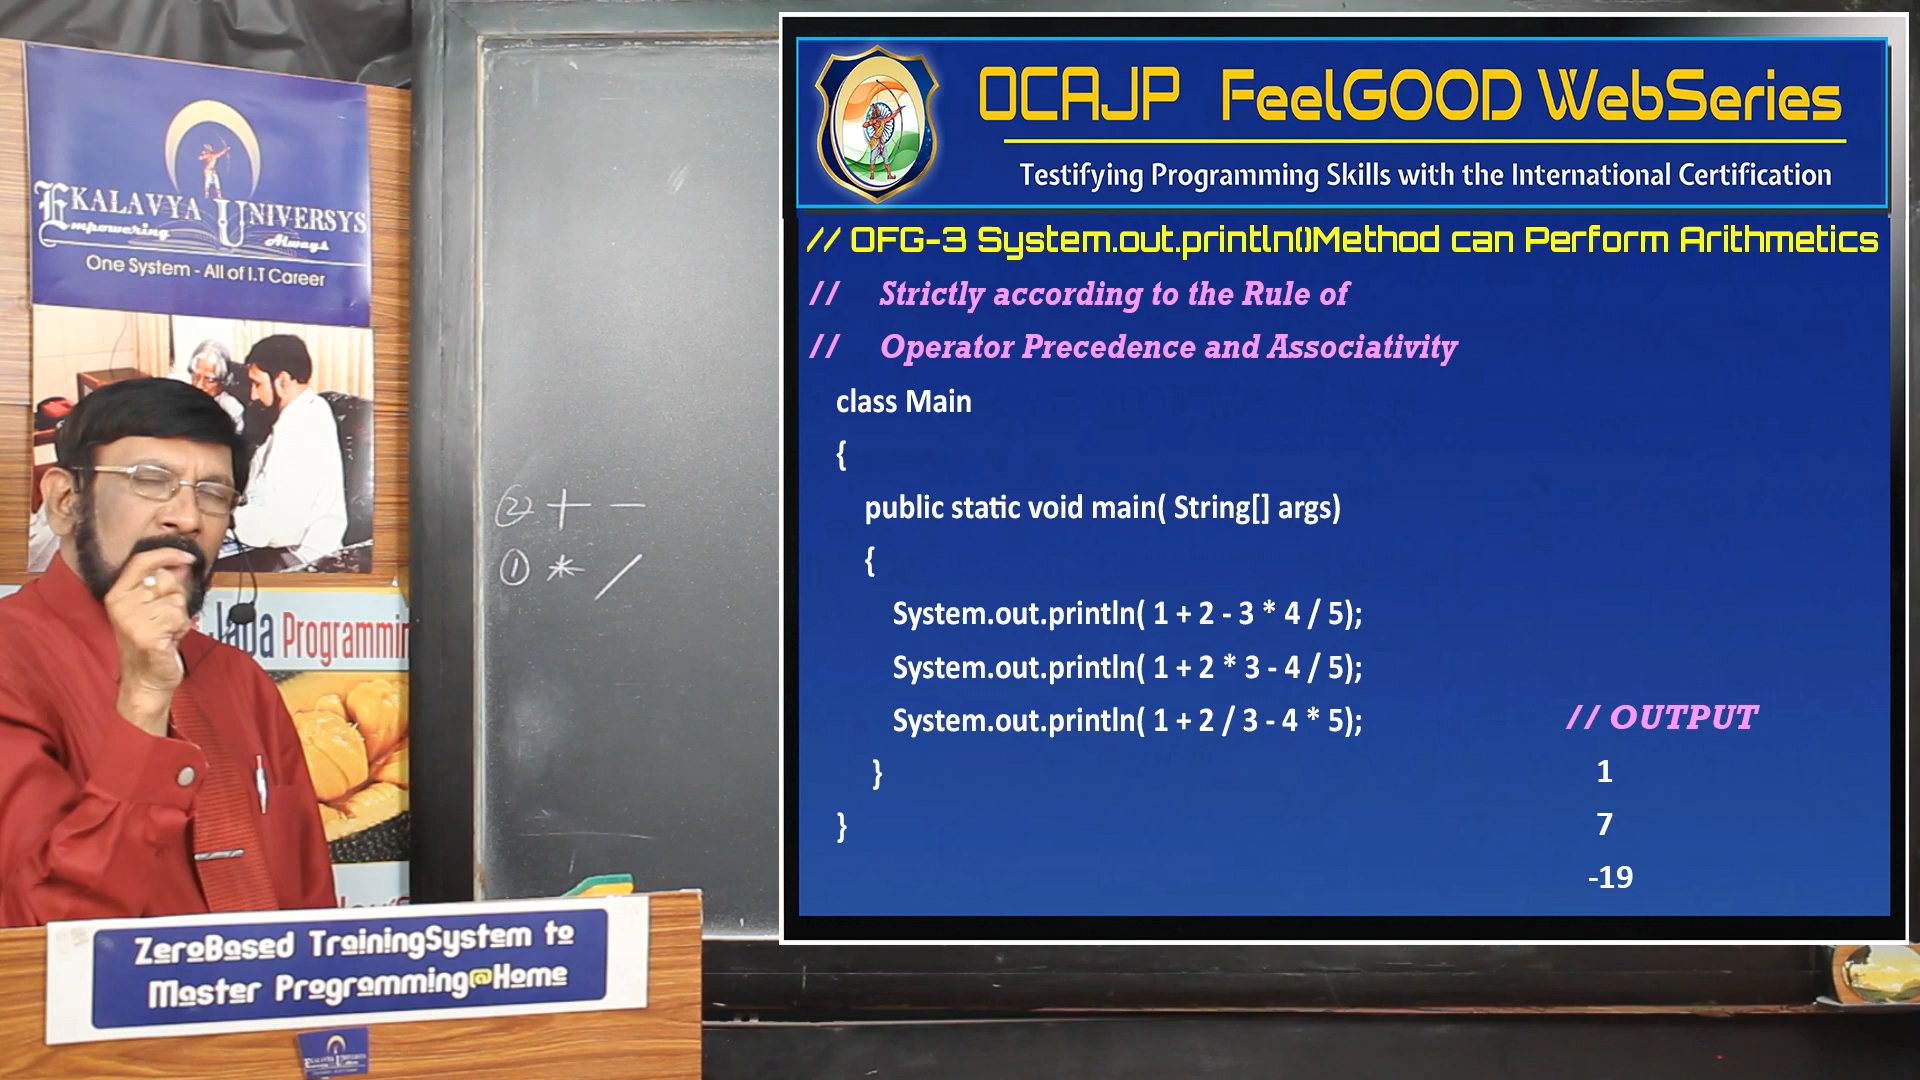 EKALAVYA UNIVERSYS
Empowering Always
One System - All of I.T Career
Java Programmin
② + -
① * /
ZeroBased TrainingSystem to
Master Programming@Home
EKALAVYA UNIVERSYS
OCAJP FeelGOOD WebSeries
Testifying Programming Skills with the International Certification
// OFG-3 System.out.println()Method can Perform Arithmetics
// Strictly according to the Rule of
// Operator Precedence and Associativity
class Main
{
public static void main( String[] args)
{
System.out.println( 1 + 2 - 3 * 4 / 5);
System.out.println( 1 + 2 * 3 - 4 / 5);
System.out.println( 1 + 2 / 3 - 4 * 5);
}
}
// OUTPUT
1
7
-19